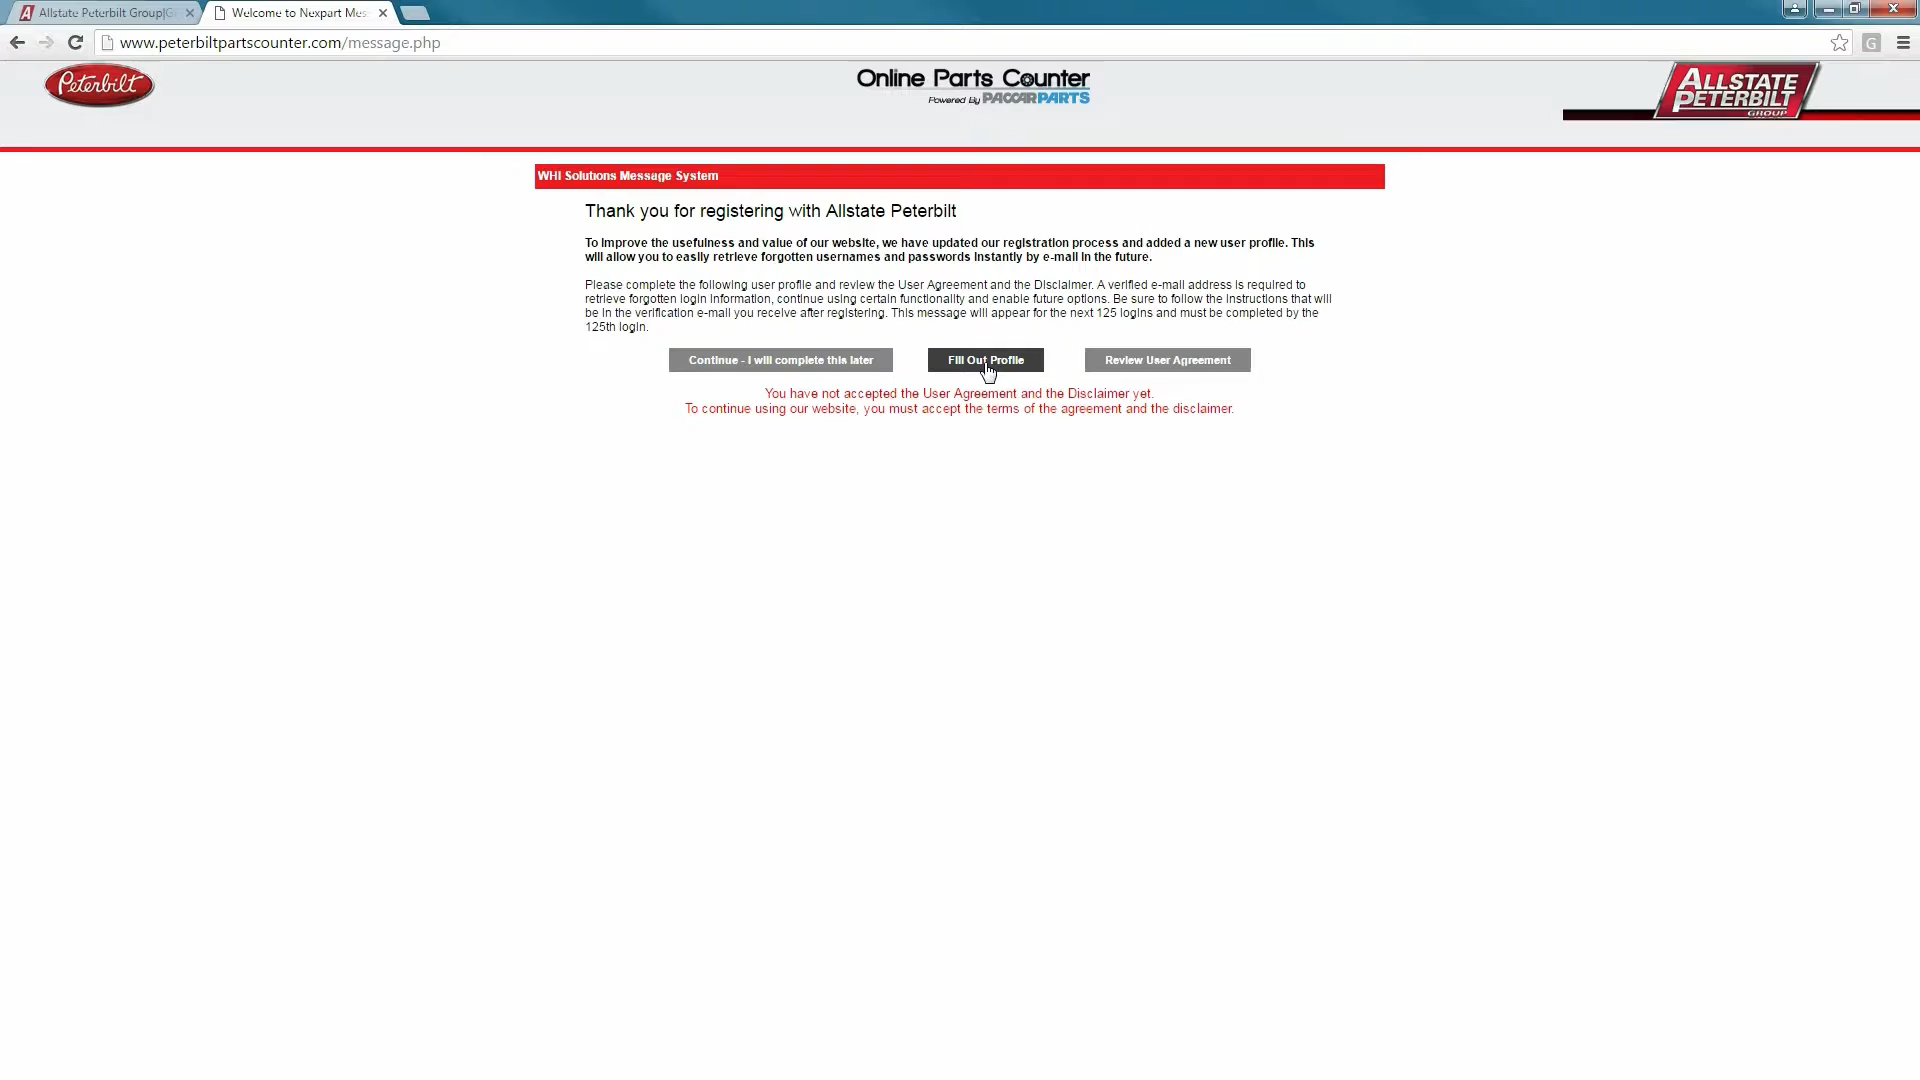 Allstate Peterbilt Group|G
Welcome to Nexpart Mes
www.peterbiltpartscounter.com/message.php
Peterbilt
Online Parts Counter
Powered By PACCARPARTS
ALLSTATE
PETERBILT
GROUP
WHI Solutions Message System
Thank you for registering with Allstate Peterbilt
To improve the usefulness and value of our website, we have updated our registration process and added a new user profile. This
will allow you to easily retrieve forgotten usernames and passwords instantly by e-mail in the future.
Please complete the following user profile and review the User Agreement and the Disclaimer. A verified e-mail address is required to
retrieve forgotten login information, continue using certain functionality and enable future options. Be sure to follow the instructions that will
be in the verification e-mail you receive after registering. This message will appear for the next 125 logins and must be completed by the
125th login.
Continue - I will complete this later
Fill Out Profile
Review User Agreement
You have not accepted the User Agreement and the Disclaimer yet.
To continue using our website, you must accept the terms of the agreement and the disclaimer.